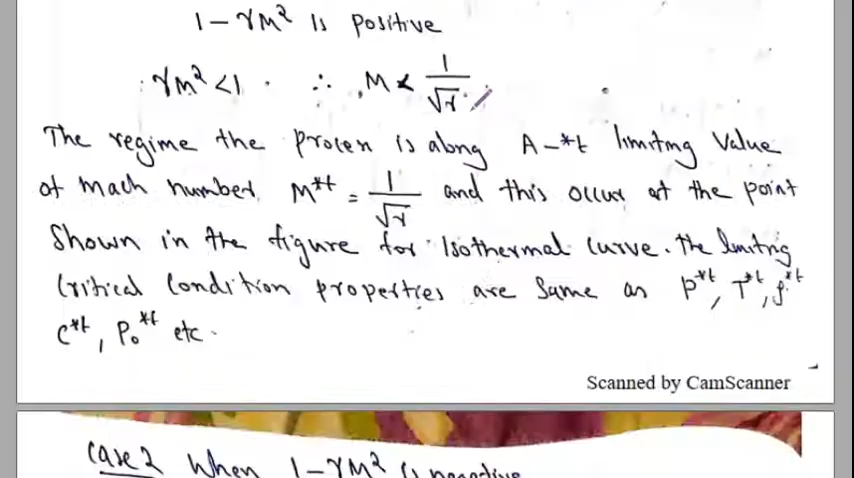 1 - γM² is positive
γM² < 1 . ∴ M < 1/√γ
The regime the process is along A-*t limiting value
of mach number M*t = 1/√γ and this occur at the point
shown in the figure for Isothermal curve. The limiting
Critical Condition properties are same as P*t, T*t, ρ*t
C*t, P₀*t etc.
Scanned by CamScanner
Case 2 When 1-γM² is negative